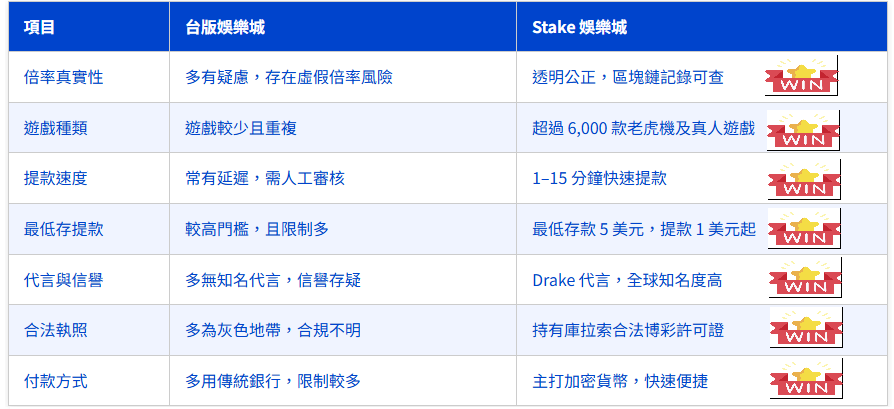 項目 台版娛樂城 Stake 娛樂城
倍率真實性 多有疑慮，存在虛假倍率風險 透明公正，區塊鏈記錄可查 WIN
遊戲種類 遊戲較少且重複 超過 6,000 款老虎機及真人遊戲 WIN
提款速度 常有延遲，需人工審核 1–15 分鐘快速提款 WIN
最低存提款 較高門檻，且限制多 最低存款 5 美元，提款 1 美元起 WIN
代言與信譽 多無知名代言，信譽存疑 Drake 代言，全球知名度高 WIN
合法執照 多為灰色地帶，合規不明 持有庫拉索合法博彩許可證 WIN
付款方式 多用傳統銀行，限制較多 主打加密貨幣，快速便捷 WIN